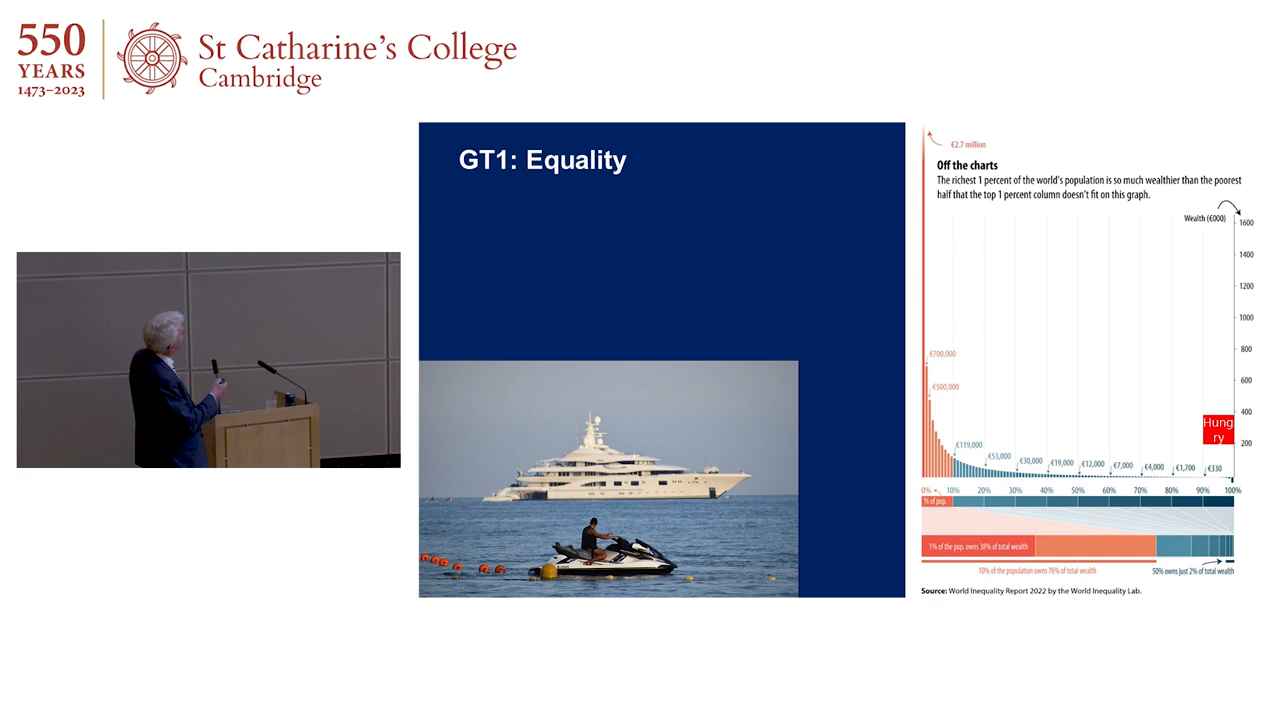 550
YEARS
1473–2023
St Catharine’s College
Cambridge
GT1: Equality
€2.7 million
Off the charts
The richest 1 percent of the world’s population is so much wealthier than the poorest
half that the top 1 percent column doesn’t fit on this graph.
Wealth (€000)
1600
1400
1200
1000
800
600
400
200
Hung
ry
€700,000
€500,000
€119,000
€53,000
€30,000
€19,000
€12,000
€7,000
€4,000
€1,700
€330
0% 10% 20% 30% 40% 50% 60% 70% 80% 90% 100%
% of pop.
1% of the pop. owns 38% of total wealth
10% of the population owns 76% of total wealth
50% owns just 2% of total wealth
Source: World Inequality Report 2022 by the World Inequality Lab.